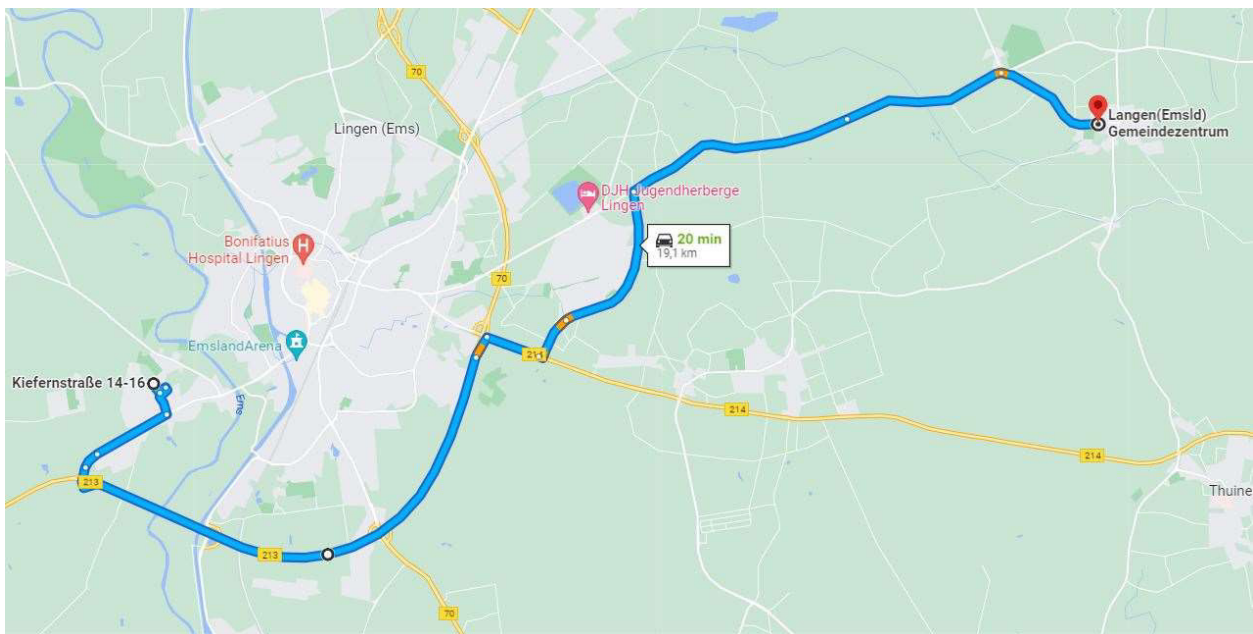 70
Lingen (Ems)
Langen(Emsld)
Gemeindezentrum
DJH Jugendherberge
Lingen
Bonifatius
Hospital Lingen
20 min
19,1 km
70
EmslandArena
214
Kiefernstraße 14-16
Ems
214
214
213
Thuine
213
70